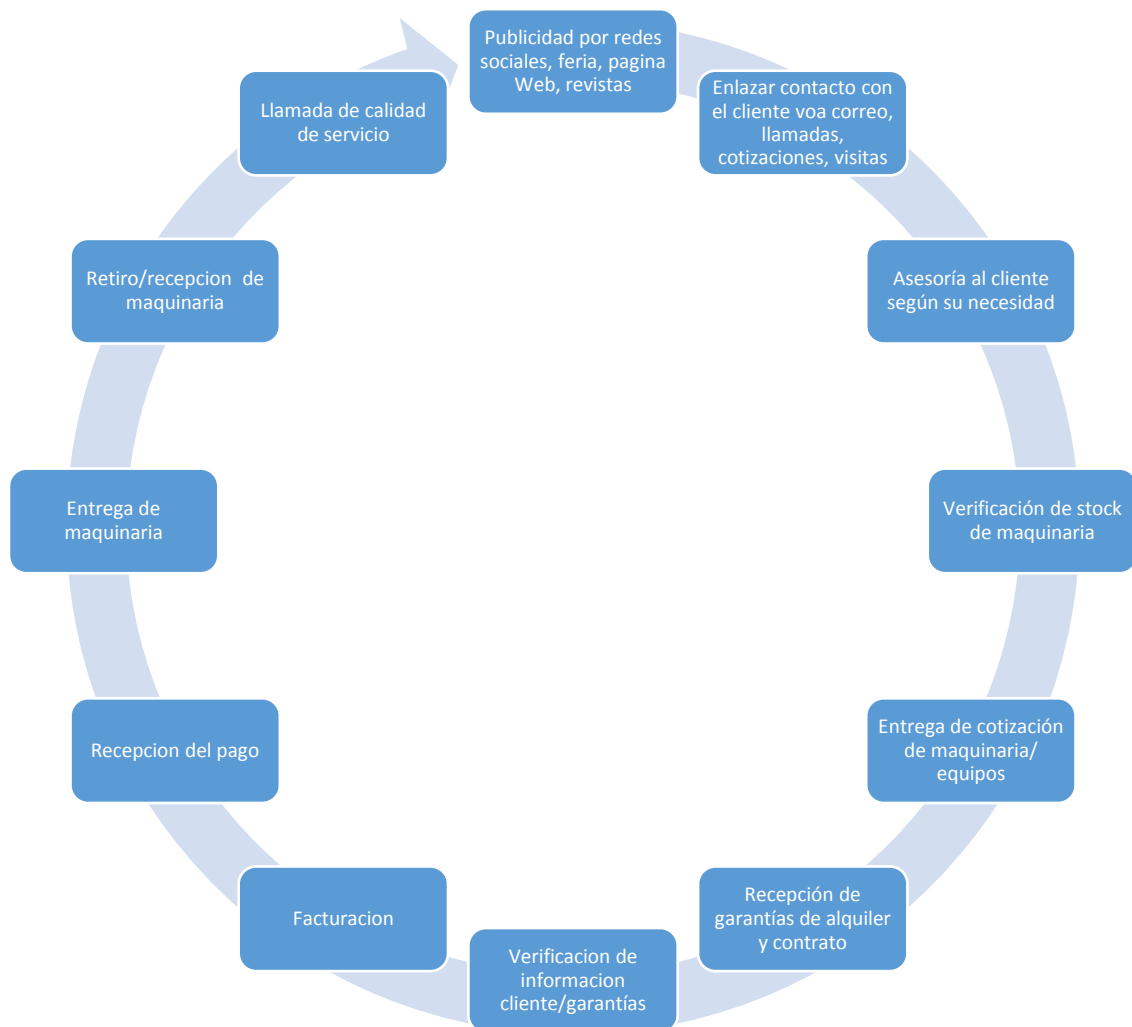 Publicidad por redes
sociales, feria, pagina
Web, revistas
Enlazar contacto con
el cliente voa correo,
llamadas,
cotizaciones, visitas
Asesoría al cliente
según su necesidad
Verificación de stock
de maquinaria
Entrega de cotización
de maquinaria/
equipos
Recepción de
garantías de alquiler
y contrato
Verificacion de
informacion
cliente/garantías
Facturacion
Recepcion del pago
Entrega de
maquinaria
Retiro/recepcion de
maquinaria
Llamada de calidad
de servicio